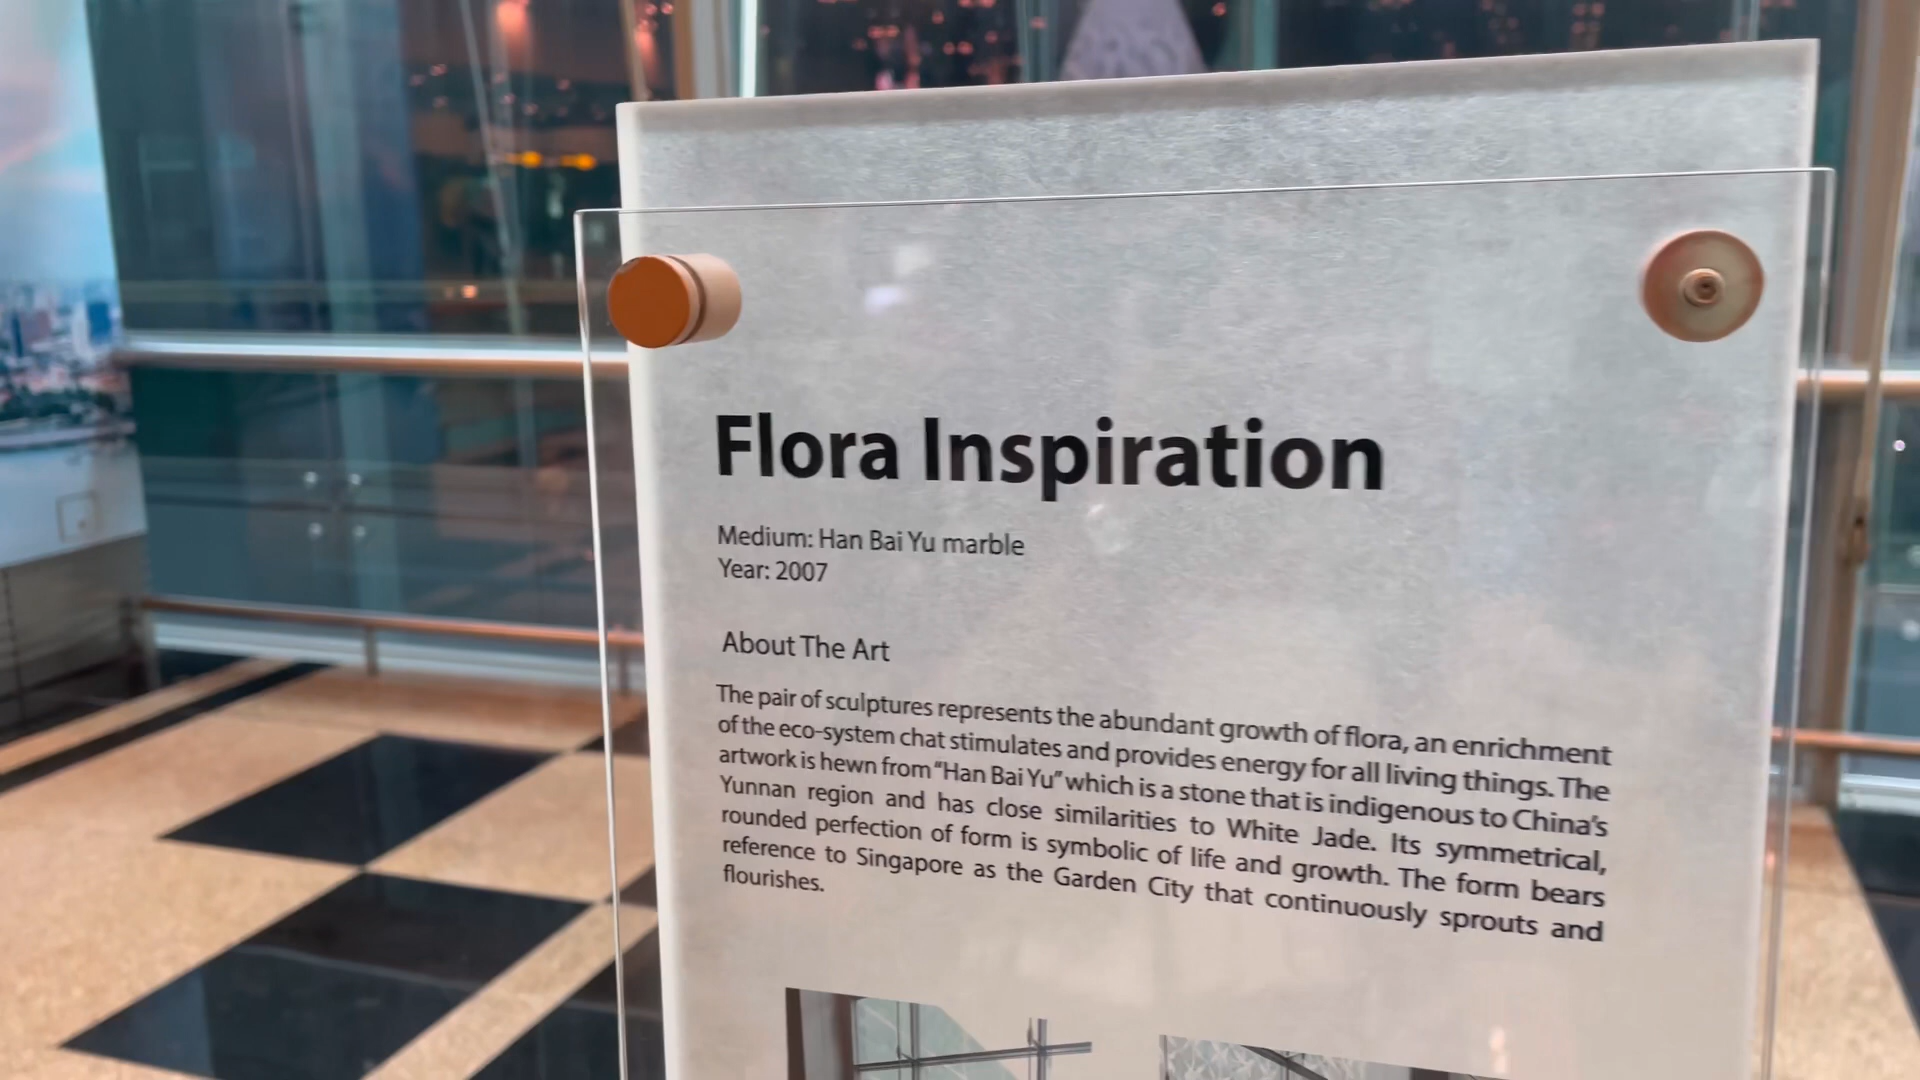 Flora Inspiration
Medium: Han Bai Yu marble
Year: 2007
About The Art
The pair of sculptures represents the abundant growth of flora, an enrichment
of the eco-system chat stimulates and provides energy for all living things. The
artwork is hewn from “Han Bai Yu” which is a stone that is indigenous to China’s
Yunnan region and has close similarities to White Jade. Its symmetrical,
rounded perfection of form is symbolic of life and growth. The form bears
reference to Singapore as the Garden City that continuously sprouts and
flourishes.